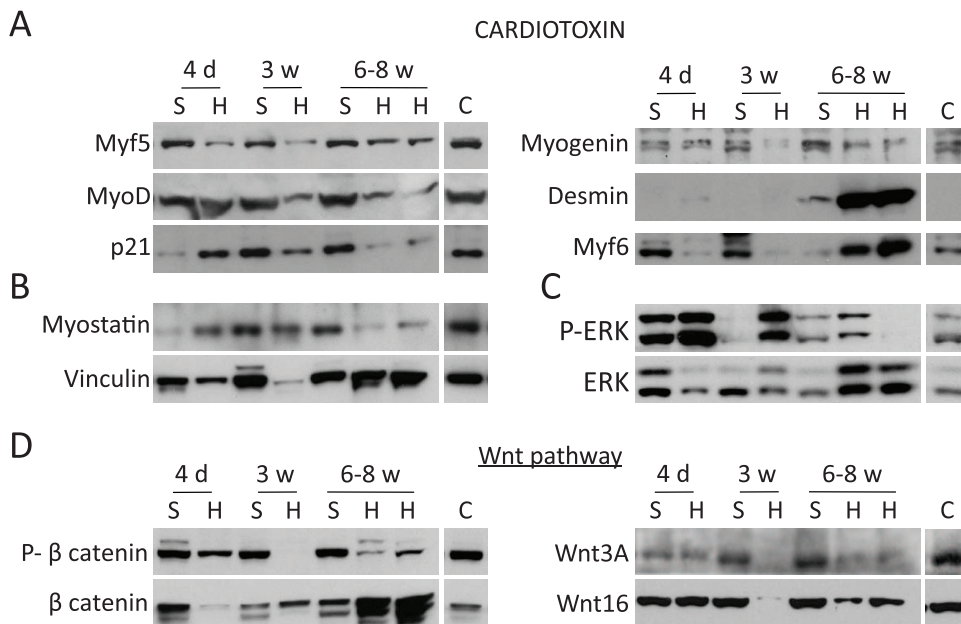 A
CARDIOTOXIN
4 d 3 w 6-8 w
S H S H S H H C
Myf5
MyoD
p21
4 d 3 w 6-8 w
S H S H S H H C
Myogenin
Desmin
Myf6
B
Myostatin
Vinculin
C
P-ERK
ERK
D
Wnt pathway
4 d 3 w 6-8 w
S H S H S H H C
P- β catenin
β catenin
4 d 3 w 6-8 w
S H S H S H H C
Wnt3A
Wnt16